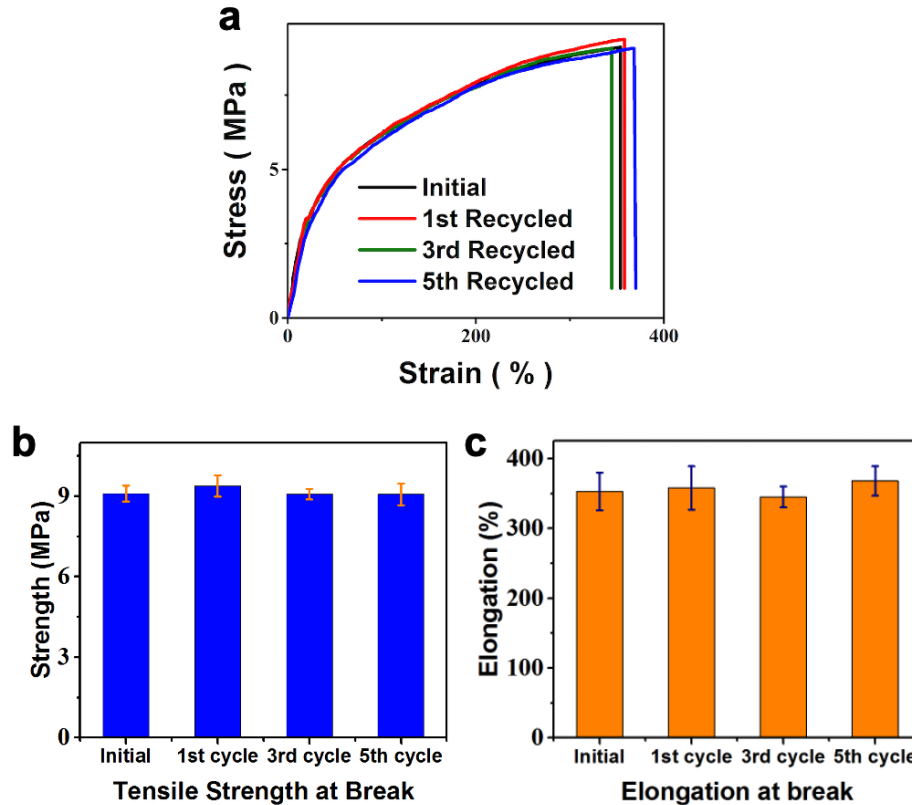 a
Stress ( MPa)
5
0
Initial
1st Recycled
3rd Recycled
5th Recycled
0 200 400
Strain ( % )
b
Strength (MPa)
9
6
3
0
Initial 1st cycle 3rd cycle 5th cycle
Tensile Strength at Break
c
Elongation (%)
400
300
200
100
0
Initial 1st cycle 3rd cycle 5th cycle
Elongation at break